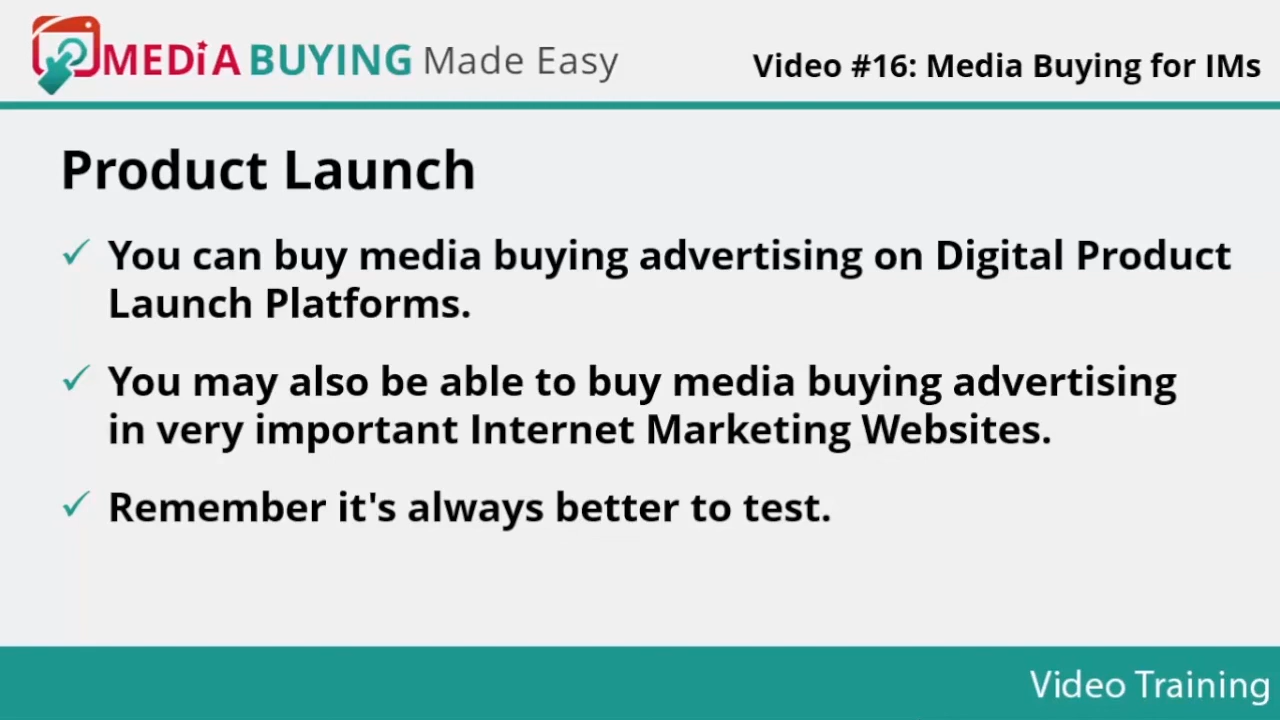 MEDiA BUYING Made Easy
Video #16: Media Buying for IMs
Product Launch
✓ You can buy media buying advertising on Digital Product
Launch Platforms.
✓ You may also be able to buy media buying advertising
in very important Internet Marketing Websites.
✓ Remember it's always better to test.
Video Training